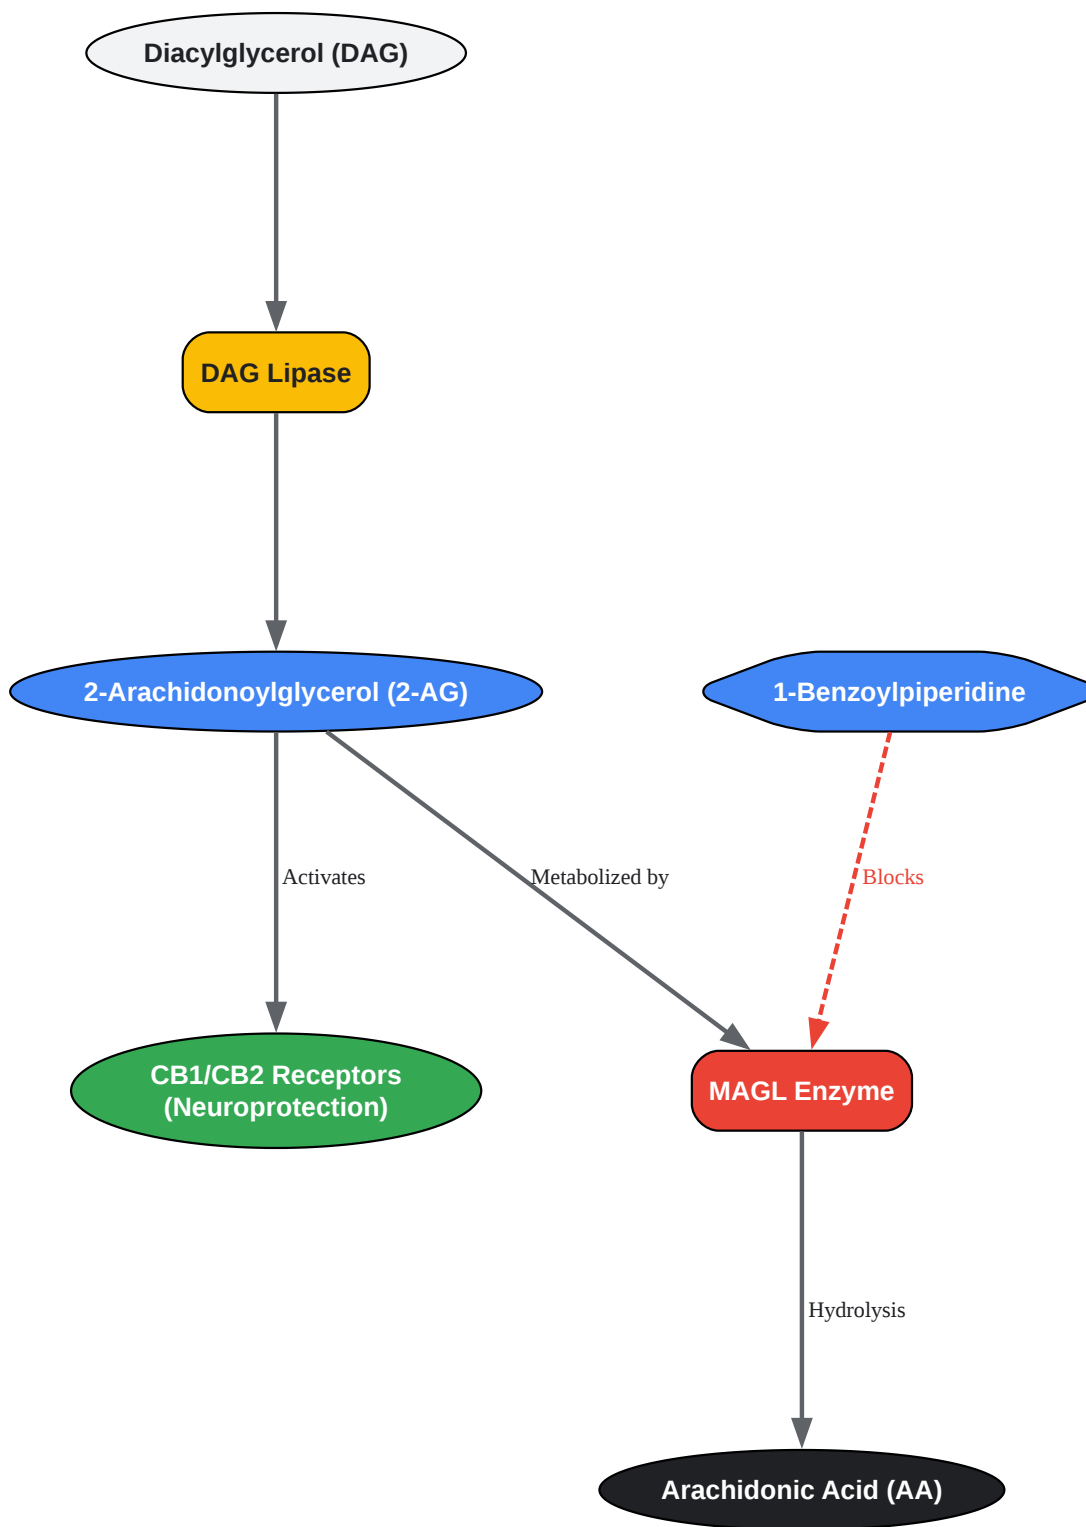 Diacylglycerol (DAG)
DAG Lipase
2-Arachidonoylglycerol (2-AG)
1-Benzoylpiperidine
Activates
Metabolized by
Blocks
CB1/CB2 Receptors
(Neuroprotection)
MAGL Enzyme
Hydrolysis
Arachidonic Acid (AA)